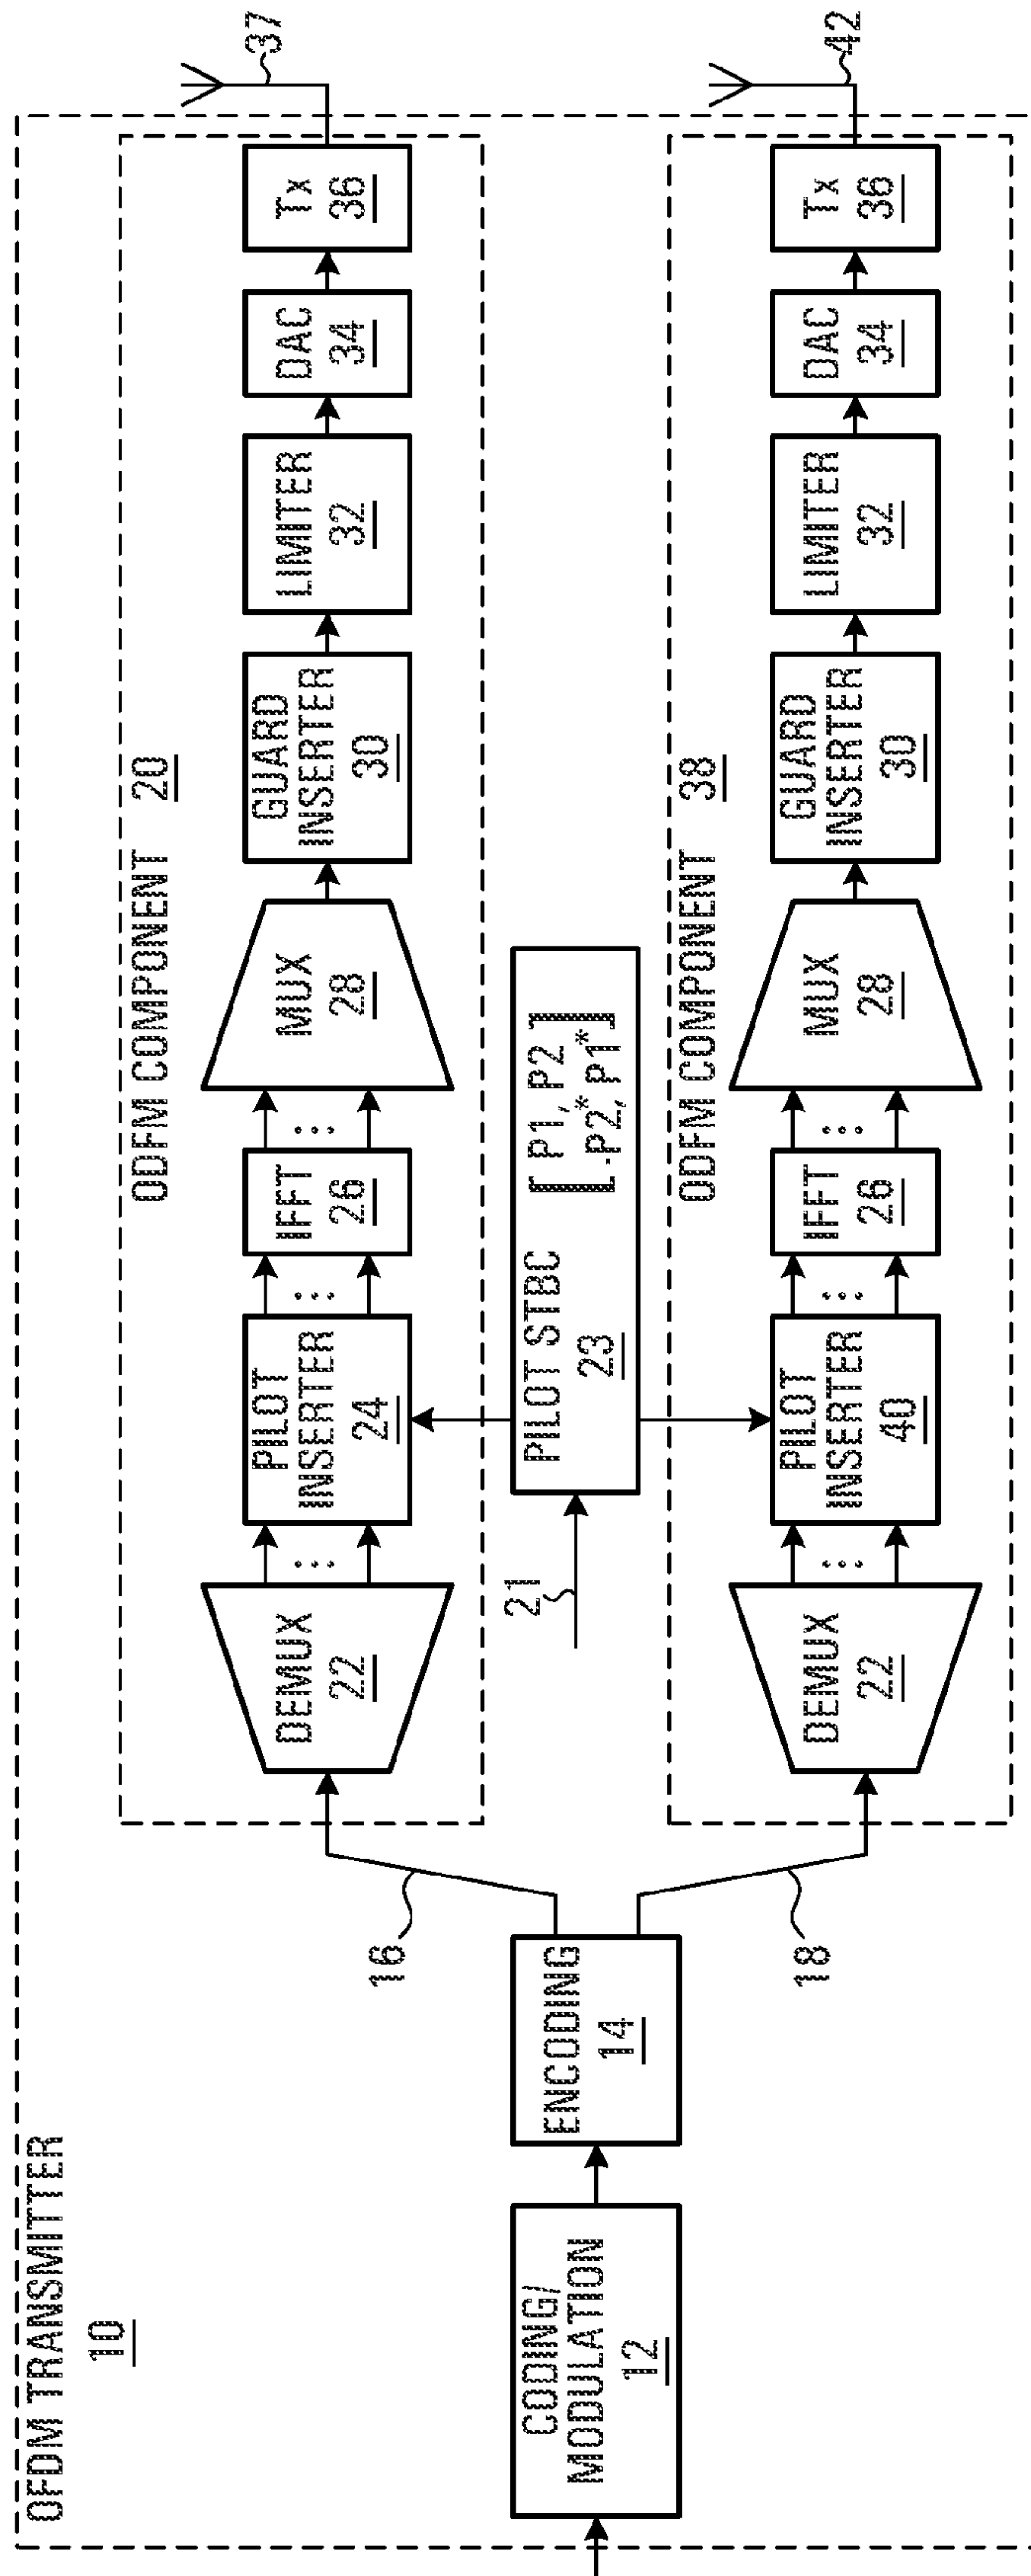 OFDM TRANSMITTER
10
CODING/
MODULATION
12
ENCODING
14
16
18
ODFM COMPONENT 20
DEMUX
22
PILOT
INSERTER
24
IFFT
26
MUX
28
GUARD
INSERTER
30
LIMITER
32
DAC
34
Tx
36
37
21
PILOT STBC
23
[ P1, P2 ]
[-P2*, P1*]
ODFM COMPONENT 38
DEMUX
22
PILOT
INSERTER
40
IFFT
26
MUX
28
GUARD
INSERTER
30
LIMITER
32
DAC
34
Tx
36
42